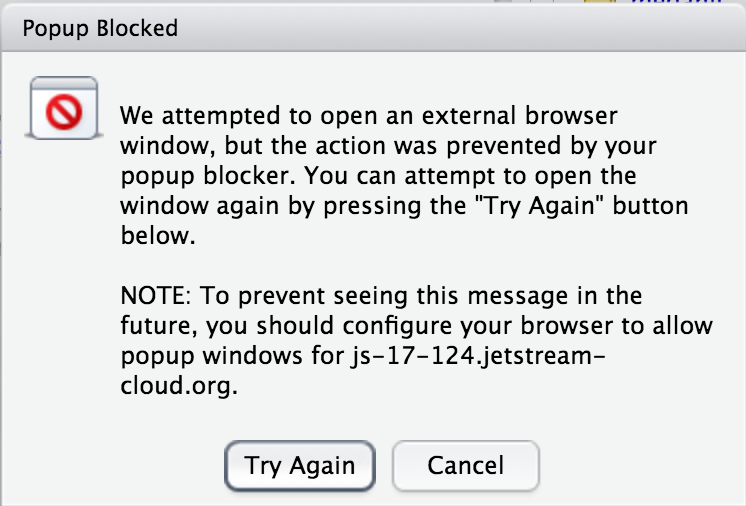 Popup Blocked
We attempted to open an external browser
window, but the action was prevented by your
popup blocker. You can attempt to open the
window again by pressing the "Try Again" button
below.
NOTE: To prevent seeing this message in the
future, you should configure your browser to allow
popup windows for js-17-124.jetstream-
cloud.org.
Try Again Cancel